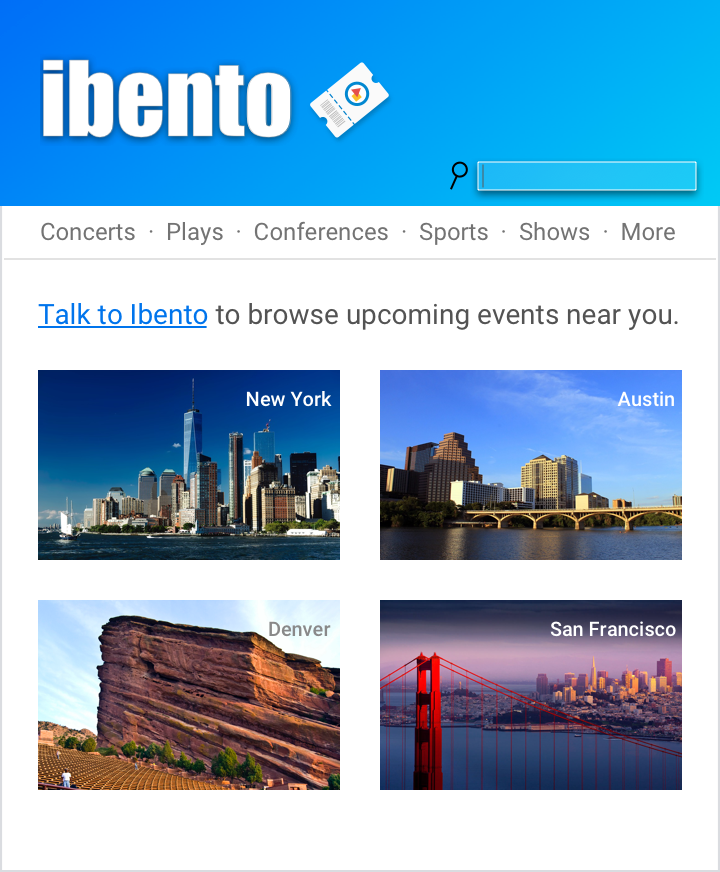 ibento
Concerts · Plays · Conferences · Sports · Shows · More
Talk to Ibento to browse upcoming events near you.
New York
Austin
Denver
San Francisco